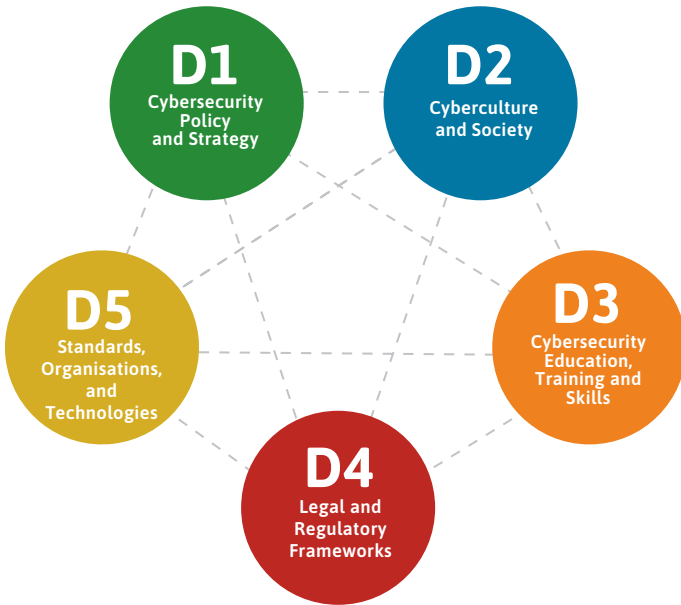 D1
Cybersecurity
Policy
and Strategy
D2
Cyberculture
and Society
D3
Cybersecurity
Education,
Training and
Skills
D4
Legal and
Regulatory
Frameworks
D5
Standards,
Organisations,
and
Technologies